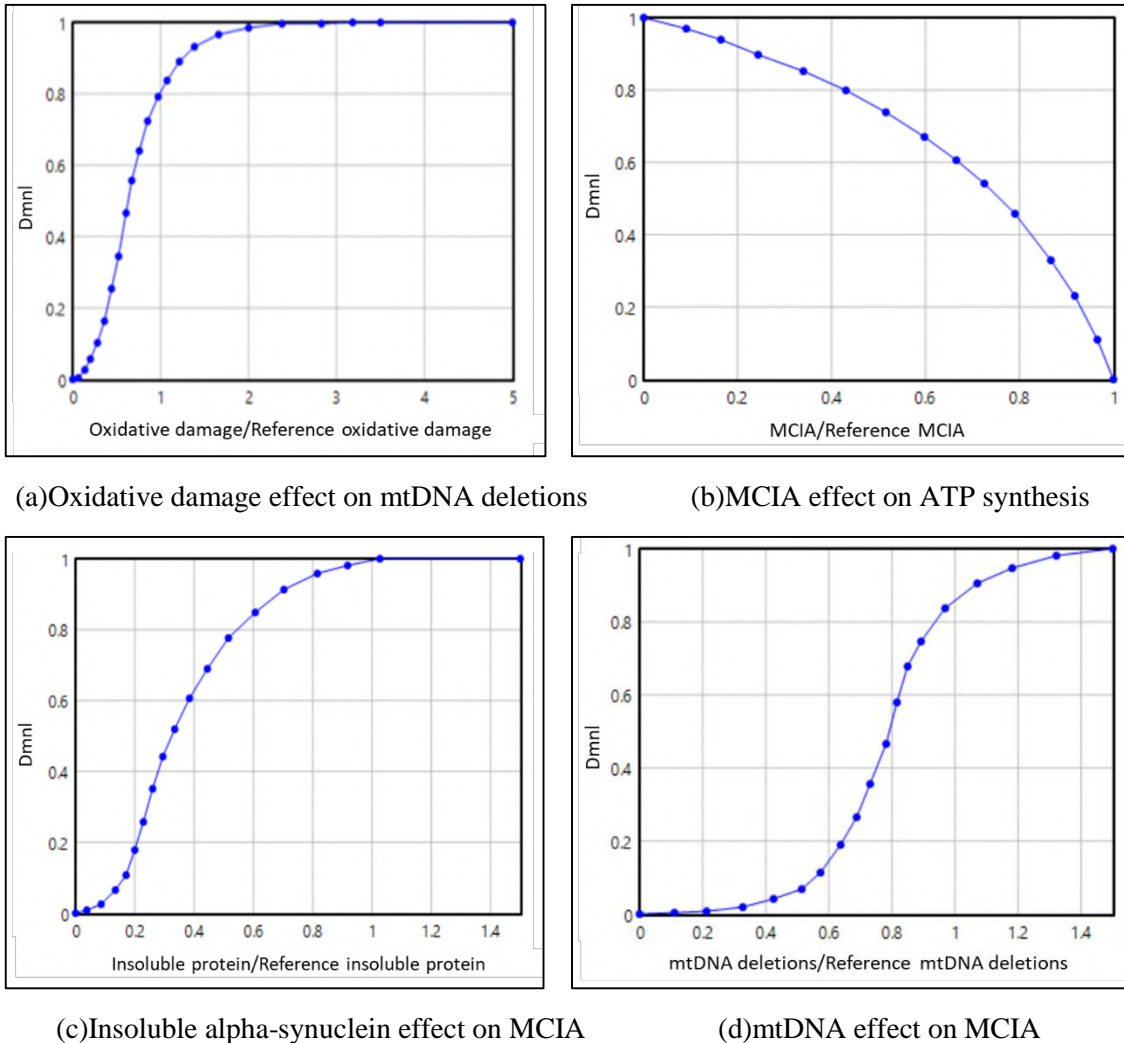 1
0.8
0.6
0.4
0.2
0
Dmnl
0 1 2 3 4 5
Oxidative damage/Reference oxidative damage
(a)Oxidative damage effect on mtDNA deletions
1
0.8
0.6
0.4
0.2
0
Dmnl
0 0.2 0.4 0.6 0.8 1
MCIA/Reference MCIA
(b)MCIA effect on ATP synthesis
1
0.8
0.6
0.4
0.2
0
Dmnl
0 0.2 0.4 0.6 0.8 1 1.2 1.4
Insoluble protein/Reference insoluble protein
(c)Insoluble alpha-synuclein effect on MCIA
1
0.8
0.6
0.4
0.2
0
Dmnl
0 0.2 0.4 0.6 0.8 1 1.2 1.4
mtDNA deletions/Reference mtDNA deletions
(d)mtDNA effect on MCIA